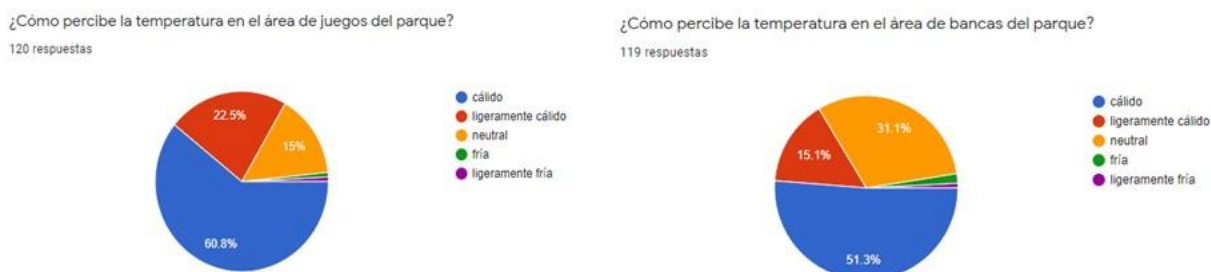 ¿Cómo percibe la temperatura en el área de juegos del parque?
120 respuestas
22.5%
15%
60.8%
cálido
ligeramente cálido
neutral
fría
ligeramente fría
¿Cómo percibe la temperatura en el área de bancas del parque?
119 respuestas
31.1%
15.1%
51.3%
cálido
ligeramente cálido
neutral
fría
ligeramente fría